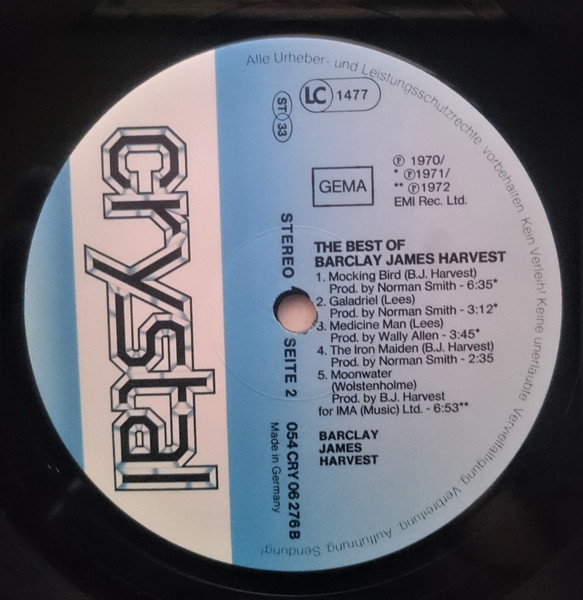 crystal
Alle Urheber- und Leistungsschutzrechte vorbehalten. Kein Verleih! Keine unerlaubte Vervielfältigung, Verbreitung, Aufführung, Sendung!
LC 1477
ST 33
GEMA
Ⓟ 1970/
* Ⓟ1971/
** Ⓟ1972
EMI Rec. Ltd.
STEREO
SEITE 2
054 CRY 06 276 B
Made in Germany
THE BEST OF
BARCLAY JAMES HARVEST
1. Mocking Bird (B.J. Harvest)
Prod. by Norman Smith - 6:35*
2. Galadriel (Lees)
Prod. by Norman Smith - 3:12*
3. Medicine Man (Lees)
Prod. by Wally Allen - 3:45*
4. The Iron Maiden (B.J. Harvest)
Prod. by Norman Smith - 2:35
5. Moonwater
(Wolstenholme)
Prod. by B.J. Harvest
for IMA (Music) Ltd. - 6:53**
BARCLAY
JAMES
HARVEST